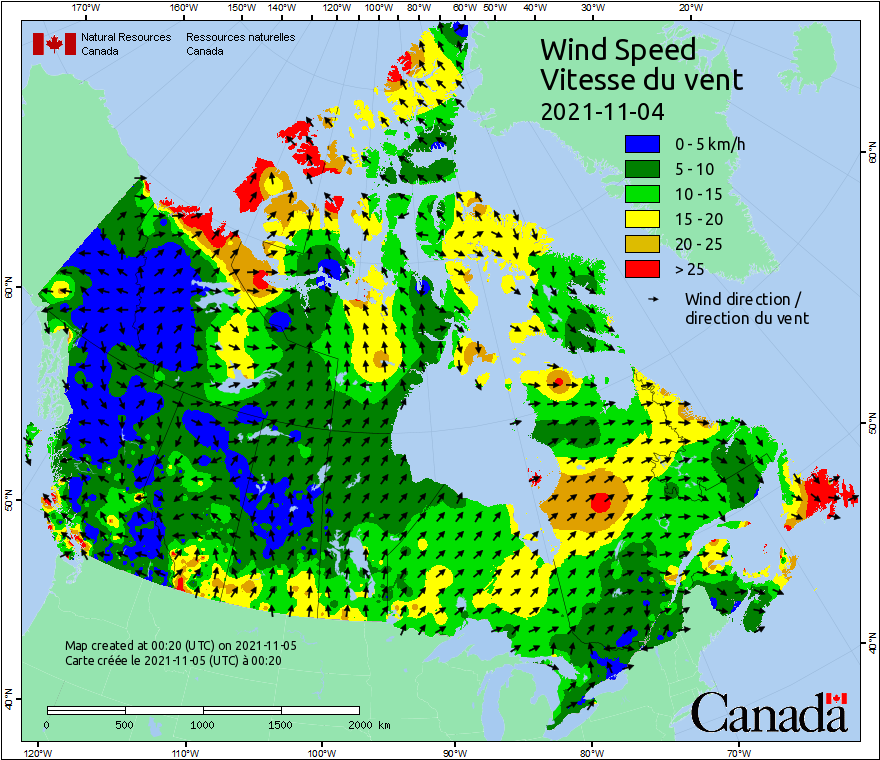 170°W 160°W 150°W 140°W 130°W 120°W 110°W 100°W 90°W 80°W 70°W 60°W 50°W 40°W 30°W 20°W
Natural Resources Canada
Ressources naturelles Canada
Wind Speed
Vitesse du vent
2021-11-04
0 - 5 km/h
5 - 10
10 - 15
15 - 20
20 - 25
> 25
Wind direction /
direction du vent
60°N
50°N
40°N
60°N
50°N
40°N
Map created at 00:20 (UTC) on 2021-11-05
Carte créée le 2021-11-05 (UTC) à 00:20
0 500 1000 1500 2000 km
Canada
120°W 110°W 100°W 90°W 80°W 70°W